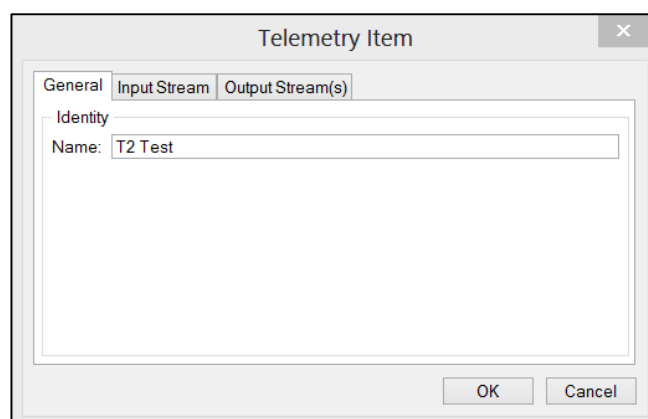 Telemetry Item
General Input Stream Output Stream(s)
Identity
Name: T2 Test
OK Cancel